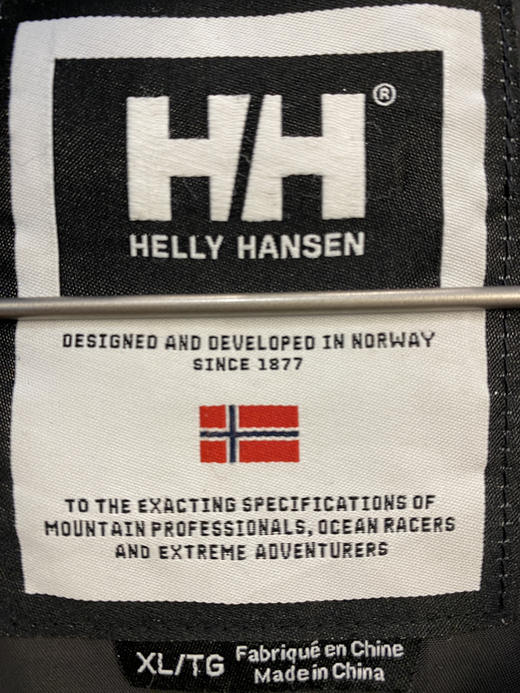 HH®
HELLY HANSEN
DESIGNED AND DEVELOPED IN NORWAY
SINCE 1877
TO THE EXACTING SPECIFICATIONS OF
MOUNTAIN PROFESSIONALS, OCEAN RACERS
AND EXTREME ADVENTURERS
XL/TG
Fabriqué en Chine
Made in China